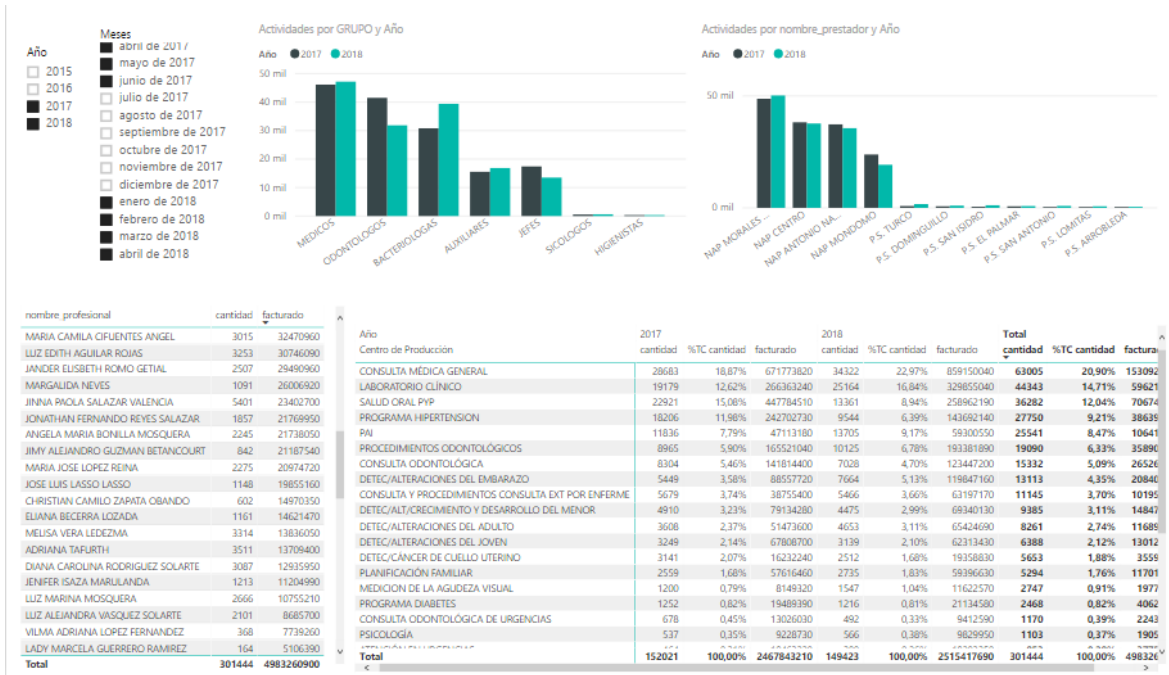 Año
2015
2016
2017
2018
Meses
abril de 2017
mayo de 2017
junio de 2017
julio de 2017
agosto de 2017
septiembre de 2017
octubre de 2017
noviembre de 2017
diciembre de 2017
enero de 2018
febrero de 2018
marzo de 2018
abril de 2018
Actividades por GRUPO y Año
Año 2017 2018
50 mil
40 mil
30 mil
20 mil
10 mil
0 mil
MEDICOS
ODONTOLOGOS
BACTERIOLOGAS
AUXILIARES
JEFES
SICOLOGOS
HIGIENISTAS
Actividades por nombre_prestador y Año
Año 2017 2018
50 mil
0 mil
NAP MORALES ...
NAP CENTRO
NAP ANTONIO NA...
NAP MONDOMO
P.S. TURCO
P.S. DOMINGUILLO
P.S. SAN ISIDRO
P.S. EL PALMAR
P.S. SAN ANTONIO
P.S. LOMITAS
P.S. ARROBLEDA
nombre_profesional cantidad facturado
MARIA CAMILA CIFUENTES ANGEL 3015 32470960
LUZ EDITH AGUILAR ROJAS 3253 30746090
JANDER ELISBETH ROMO GETIAL 2507 29490960
MARGALIDA NEVES 1091 26006920
JINNA PAOLA SALAZAR VALENCIA 5401 23402700
JONATHAN FERNANDO REYES SALAZAR 1857 21769950
ANGELA MARIA BONILLA MOSQUERA 2245 21738050
JIMY ALEJANDRO GUZMAN BETANCOURT 842 21187540
MARIA JOSE LOPEZ REINA 2275 20974720
JOSE LUIS LASSO LASSO 1148 19855160
CHRISTIAN CAMILO ZAPATA OBANDO 602 14970350
ELIANA BECERRA LOZADA 1161 14621470
MELISA VERA LEDEZMA 3314 13836050
ADRIANA TAFURTH 3511 13709400
DIANA CAROLINA RODRIGUEZ SOLARTE 3087 12935950
JENIFER ISAZA MARULANDA 1213 11204990
LUZ MARINA MOSQUERA 2666 10755210
LUZ ALEJANDRA VASQUEZ SOLARTE 2101 8685700
VILMA ADRIANA LOPEZ FERNANDEZ 368 7739260
LADY MARCELA GUERRERO RAMIREZ 164 5106390
Total 301444 4983260900
Año 2017 2018 Total
Centro de Producción cantidad %TC cantidad facturado cantidad %TC cantidad facturado cantidad %TC cantidad factura
CONSULTA MÉDICA GENERAL 28683 18,87% 671773820 34322 22,97% 859150040 63005 20,90% 153092
LABORATORIO CLÍNICO 19179 12,62% 266363240 25164 16,84% 329855040 44343 14,71% 59621
SALUD ORAL PYP 22921 15,08% 447784510 13361 8,94% 258962190 36282 12,04% 70674
PROGRAMA HIPERTENSION 18206 11,98% 242702730 9544 6,39% 143692140 27750 9,21% 38639
PAI 11836 7,79% 47113180 13705 9,17% 59300550 25541 8,47% 10641
PROCEDIMIENTOS ODONTOLÓGICOS 8965 5,90% 165521040 10125 6,78% 193381890 19090 6,33% 35890
CONSULTA ODONTOLÓGICA 8304 5,46% 141814400 7028 4,70% 123447200 15332 5,09% 26526
DETEC/ALTERACIONES DEL EMBARAZO 5449 3,58% 88557720 7664 5,13% 119847160 13113 4,35% 20840
CONSULTA Y PROCEDIMIENTOS CONSULTA EXT POR ENFERME 5679 3,74% 38755400 5466 3,66% 63197170 11145 3,70% 10195
DETEC/ALT/CRECIMIENTO Y DESARROLLO DEL MENOR 4910 3,23% 79134280 4475 2,99% 69340130 9385 3,11% 14847
DETEC/ALTERACIONES DEL ADULTO 3608 2,37% 51473600 4653 3,11% 65424690 8261 2,74% 11689
DETEC/ALTERACIONES DEL JOVEN 3249 2,14% 67808700 3139 2,10% 62313430 6388 2,12% 13012
DETEC/CÁNCER DE CUELLO UTERINO 3141 2,07% 16232240 2512 1,68% 19358830 5653 1,88% 3559
PLANIFICACIÓN FAMILIAR 2559 1,68% 57616460 2735 1,83% 59396630 5294 1,76% 11701
MEDICION DE LA AGUDEZA VISUAL 1200 0,79% 8149320 1547 1,04% 11622570 2747 0,91% 1977
PROGRAMA DIABETES 1252 0,82% 19489390 1216 0,81% 21134580 2468 0,82% 4062
CONSULTA ODONTOLÓGICA DE URGENCIAS 678 0,45% 13026030 492 0,33% 9412590 1170 0,39% 2243
PSICOLOGÍA 537 0,35% 9228730 566 0,38% 9829950 1103 0,37% 1905
Total 152021 100,00% 2467843210 149423 100,00% 2515417690 301444 100,00% 498326